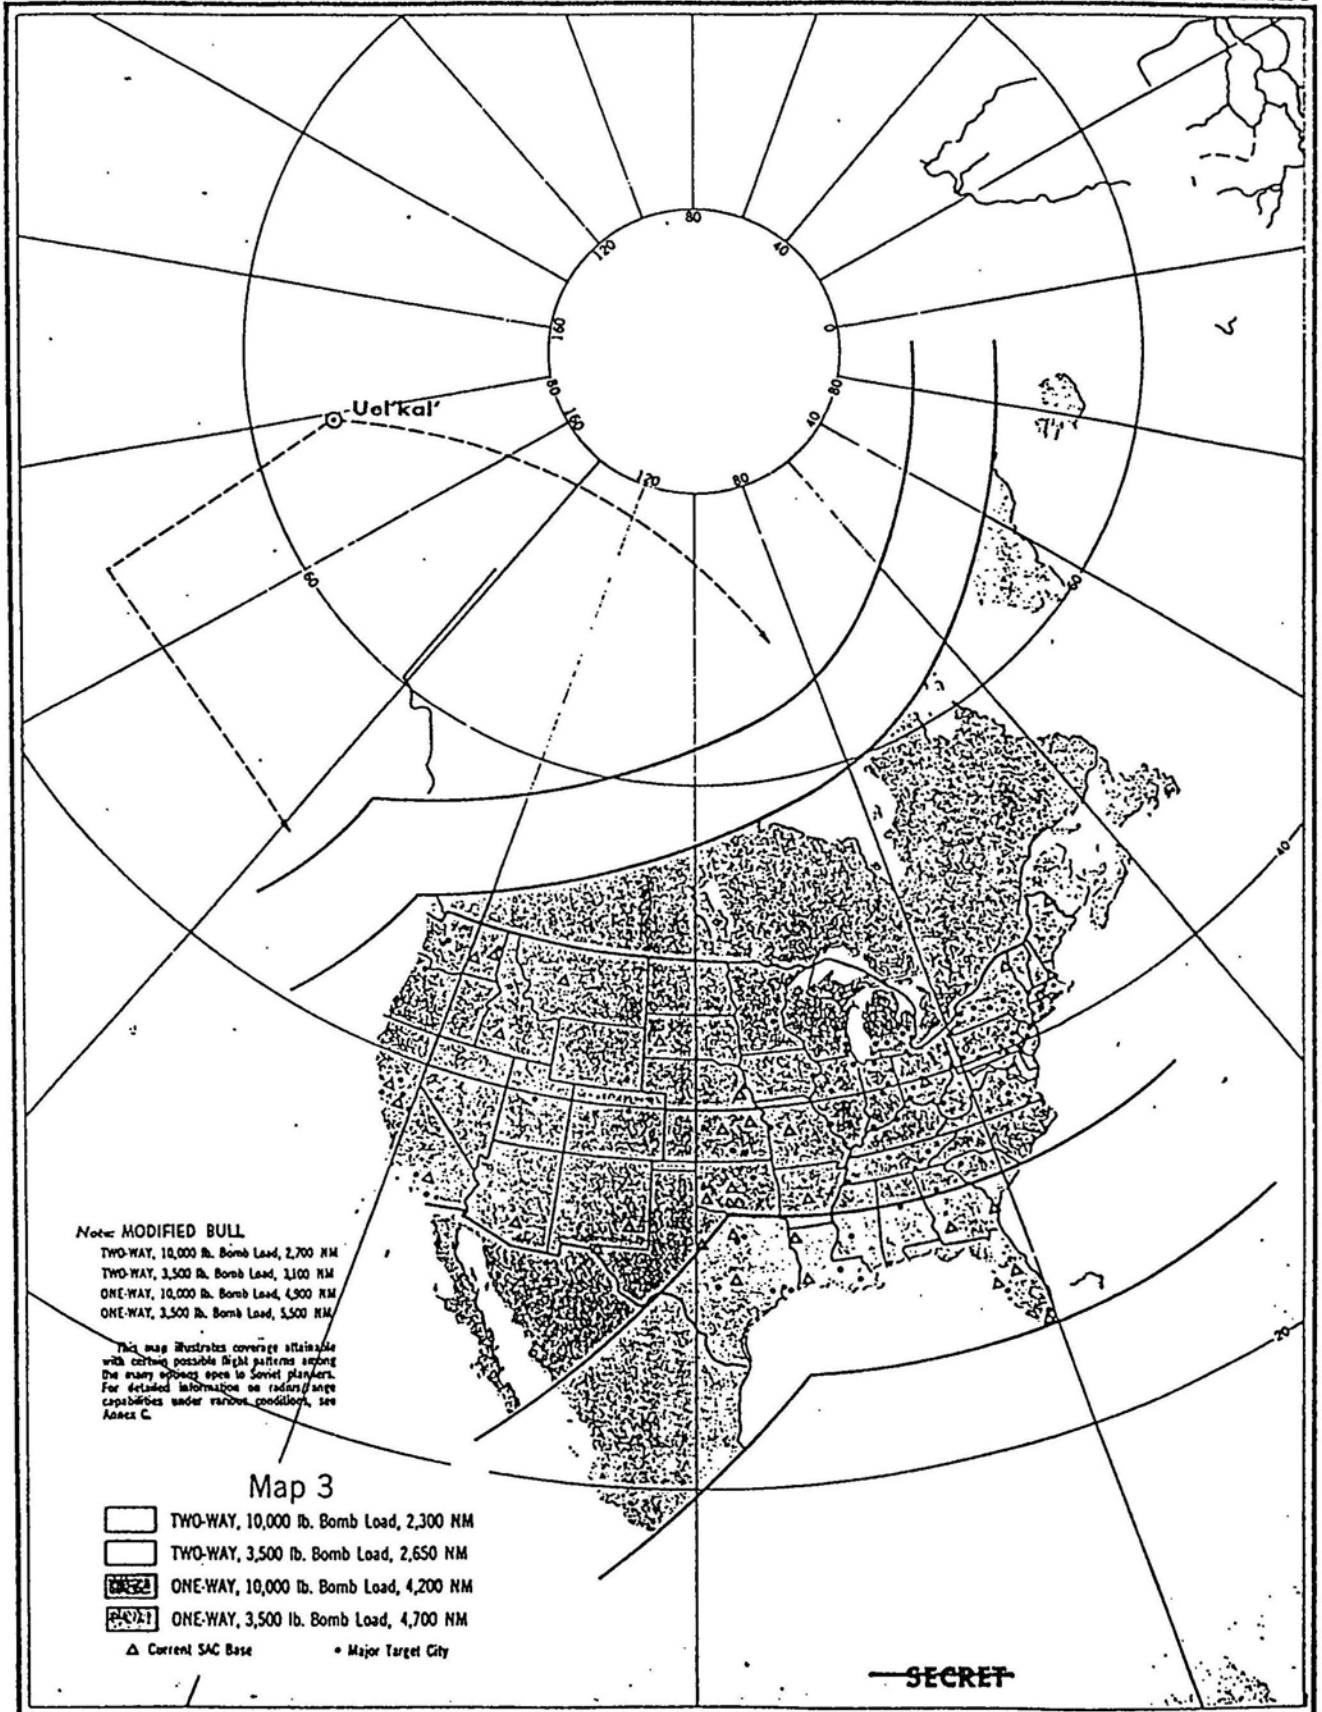 80
120
40
160
0
80
80
160
40
Uel'kal'
120
80
60
60
40
Note: MODIFIED BULL
TWO-WAY, 10,000 lb. Bomb Load, 2,700 NM
TWO-WAY, 3,500 lb. Bomb Load, 3,100 NM
ONE-WAY, 10,000 lb. Bomb Load, 4,900 NM
ONE-WAY, 3,500 lb. Bomb Load, 5,500 NM
20
This map illustrates coverage attainable
with certain possible flight patterns among
the many options open to Soviet planners.
For detailed information on radius/range
capabilities under various conditions, see
Annex C.
Map 3
TWO-WAY, 10,000 lb. Bomb Load, 2,300 NM
TWO-WAY, 3,500 lb. Bomb Load, 2,650 NM
ONE-WAY, 10,000 lb. Bomb Load, 4,200 NM
ONE-WAY, 3,500 lb. Bomb Load, 4,700 NM
Current SAC Base
Major Target City
SECRET